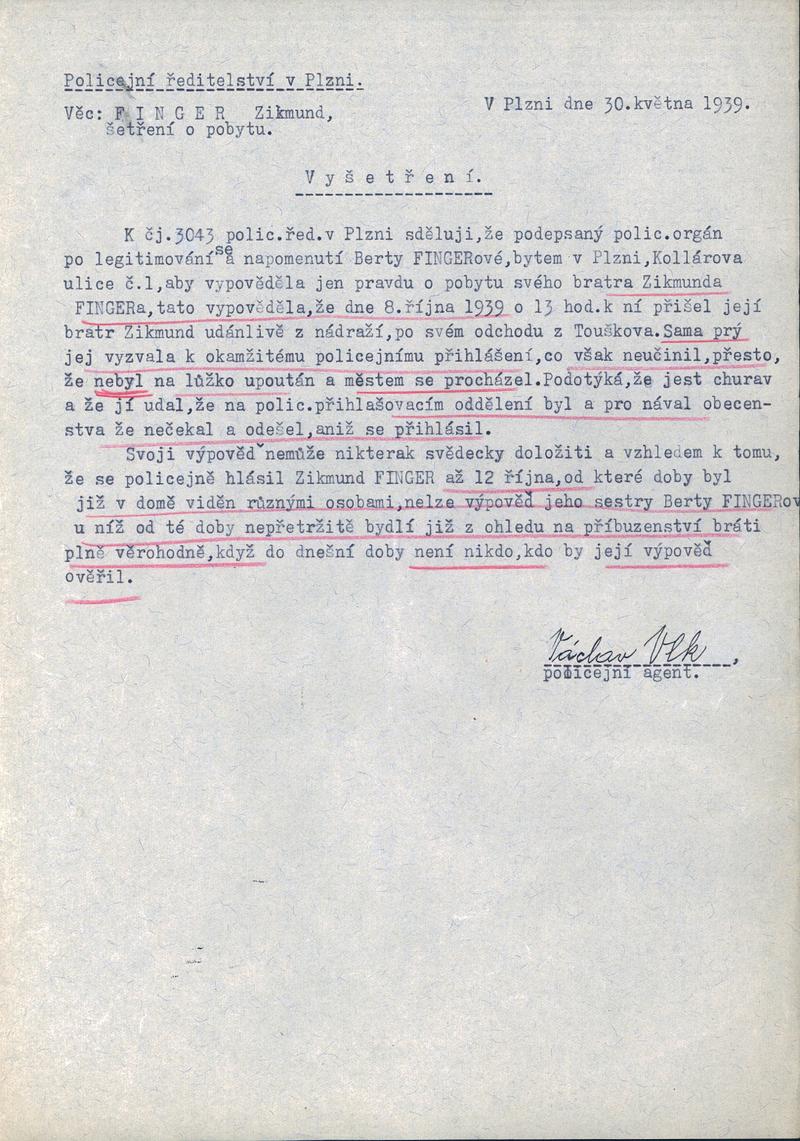 Policejní ředitelství v Plzni.
V Plzni dne 30.května 1939.
Věc: F I N G E R  Zikmund,
šetření o pobytu.
V y š e t ř e n í.
K čj.3043 polic.řed.v Plzni sděluji,že podepsaný polic.orgán
po legitimování se a napomenutí Berty FINGERové,bytem v Plzni,Kollárova
ulice č.1,aby vypověděla jen pravdu o pobytu svého bratra Zikmunda
FINGERa,tato vypověděla,že dne 8.října 1939 o 13 hod.k ní přišel její
bratr Zikmund udánlivě z nádraží,po svém odchodu z Touškova.Sama prý
jej vyzvala k okamžitému policejnímu přihlášení,co však neučinil,přesto,
že nebyl na lůžko upoután a městem se procházel.Podotýká,že jest churav
a že jí udal,že na polic.přihlašovacím oddělení byl a pro nával obecen-
stva že nečekal a odešel,aniž se přihlásil.
Svoji výpověď nemůže nikterak svědecky doložiti a vzhledem k tomu,
že se policejně hlásil Zikmund FINGER až 12 října,od které doby byl
již v domě viděn různými osobami,nelze výpověď jeho sestry Berty FINGERov
u níž od té doby nepřetržitě bydlí již z ohledu na příbuzenství bráti
plně věrohodně,když do dnešní doby není nikdo,kdo by její výpověď
ověřil.
Václav Vlk
policejní agent.